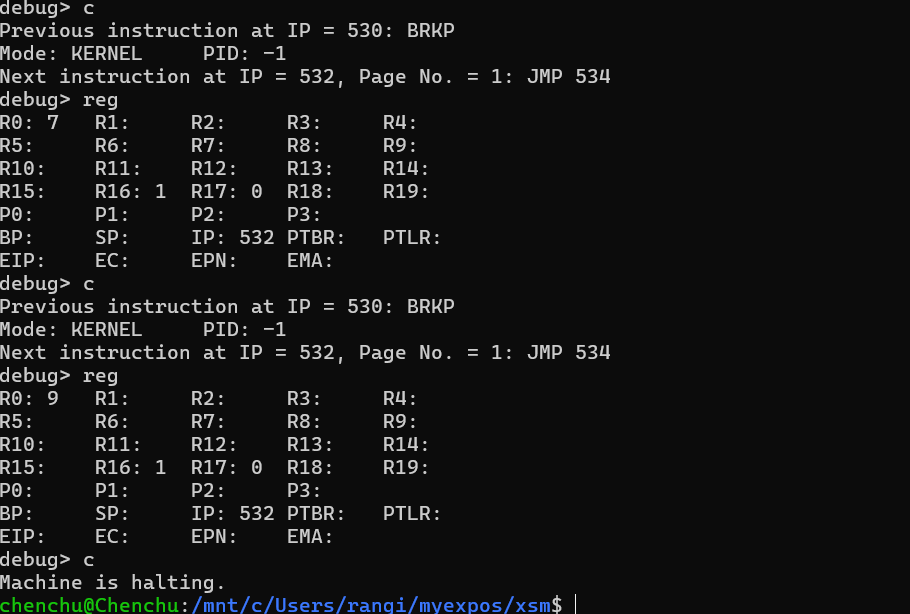 debug> c
Previous instruction at IP = 530: BRKP
Mode: KERNEL     PID: -1
Next instruction at IP = 532, Page No. = 1: JMP 534
debug> reg
R0: 7   R1:     R2:     R3:     R4:
R5:     R6:     R7:     R8:     R9:
R10:    R11:    R12:    R13:    R14:
R15:    R16: 1  R17: 0  R18:    R19:
P0:     P1:     P2:     P3:
BP:     SP:     IP: 532 PTBR:   PTLR:
EIP:    EC:     EPN:    EMA:
debug> c
Previous instruction at IP = 530: BRKP
Mode: KERNEL     PID: -1
Next instruction at IP = 532, Page No. = 1: JMP 534
debug> reg
R0: 9   R1:     R2:     R3:     R4:
R5:     R6:     R7:     R8:     R9:
R10:    R11:    R12:    R13:    R14:
R15:    R16: 1  R17: 0  R18:    R19:
P0:     P1:     P2:     P3:
BP:     SP:     IP: 532 PTBR:   PTLR:
EIP:    EC:     EPN:    EMA:
debug> c
Machine is halting.
chenchu@Chenchu:/mnt/c/Users/rangi/myexpos/xsm$